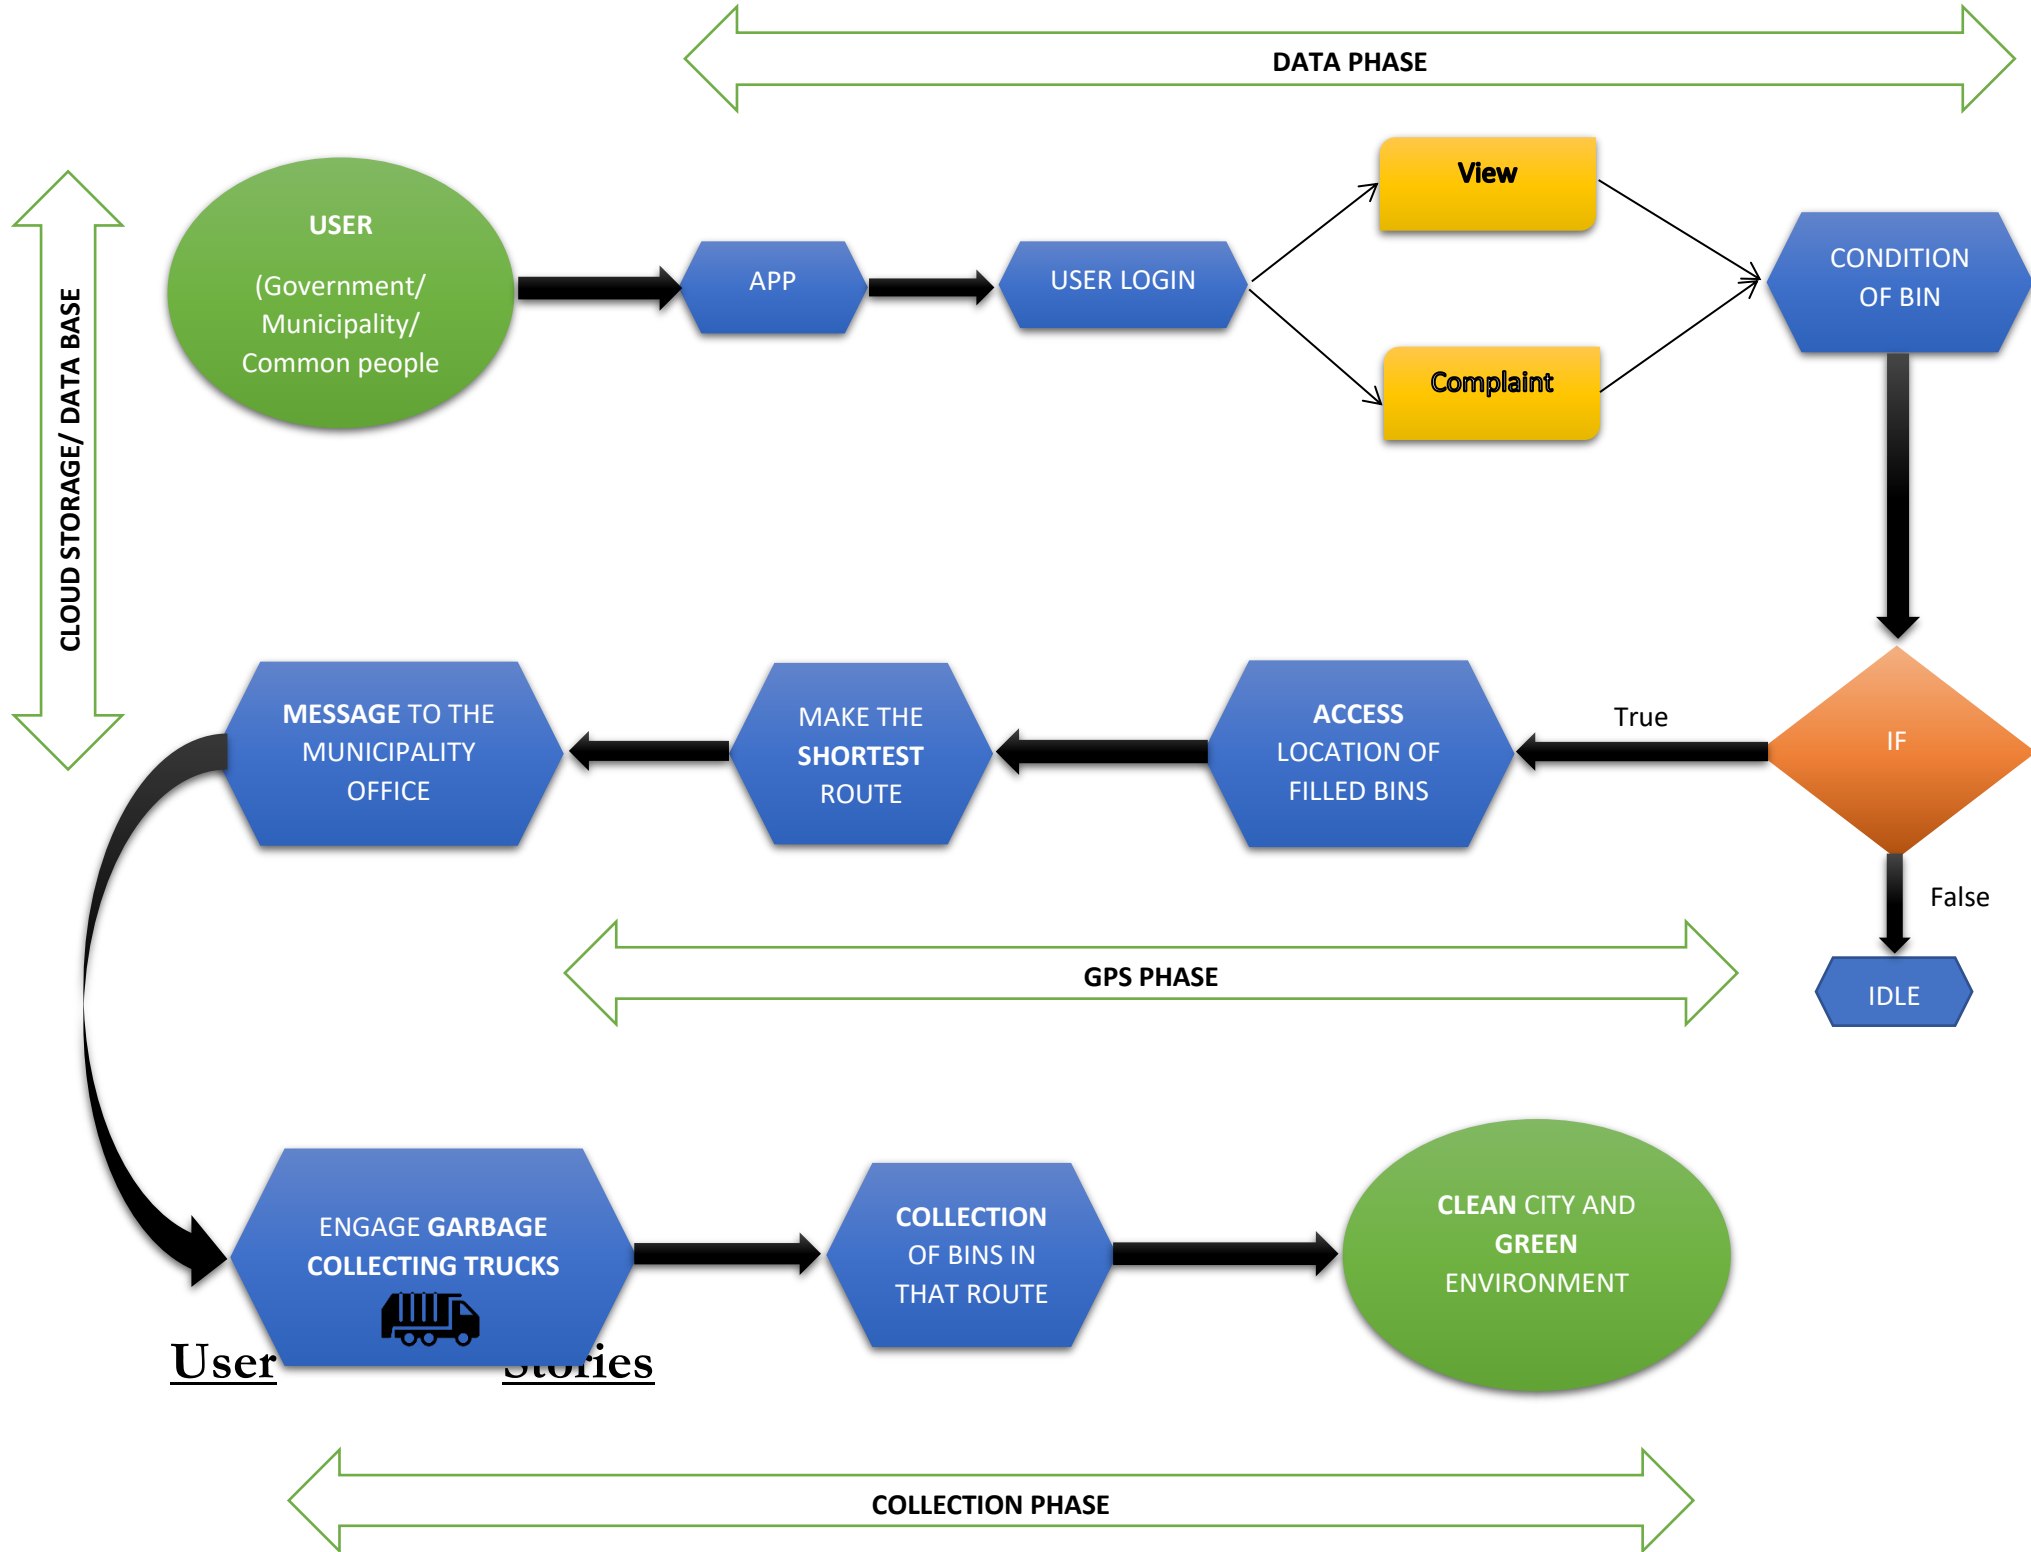 DATA PHASE
CLOUD STORAGE/ DATA BASE
USER
(Government/
Municipality/
Common people
APP
USER LOGIN
View
Complaint
CONDITION
OF BIN
IF
True
False
IDLE
ACCESS
LOCATION OF
FILLED BINS
MAKE THE
SHORTEST
ROUTE
MESSAGE TO THE
MUNICIPALITY
OFFICE
GPS PHASE
ENGAGE GARBAGE
COLLECTING TRUCKS
COLLECTION
OF BINS IN
THAT ROUTE
CLEAN CITY AND
GREEN
ENVIRONMENT
User Stories
COLLECTION PHASE